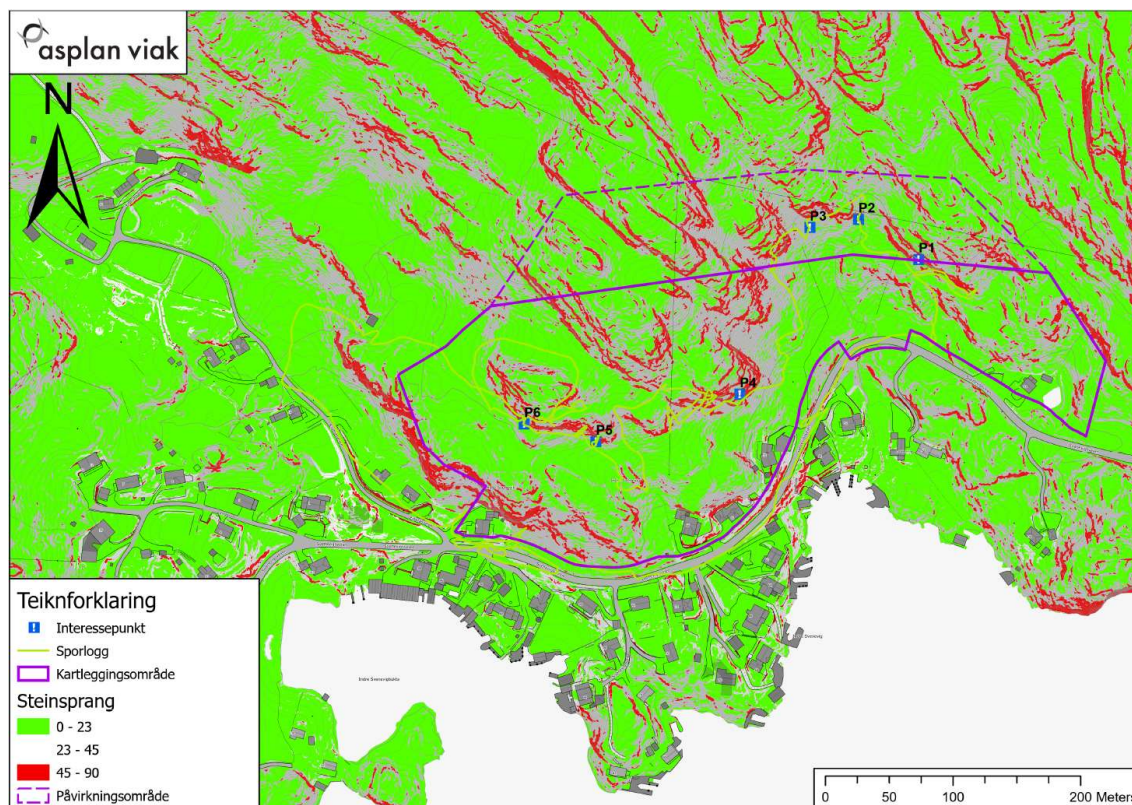 asplan viak
N
P3
P2
P1
P4
P6
P5
Teiknforklaring
Interessepunkt
Sporlogg
Kartleggingsområde
Steinsprang
0 - 23
23 - 45
45 - 90
Påvirkningsområde
0 50 100 200 Meters